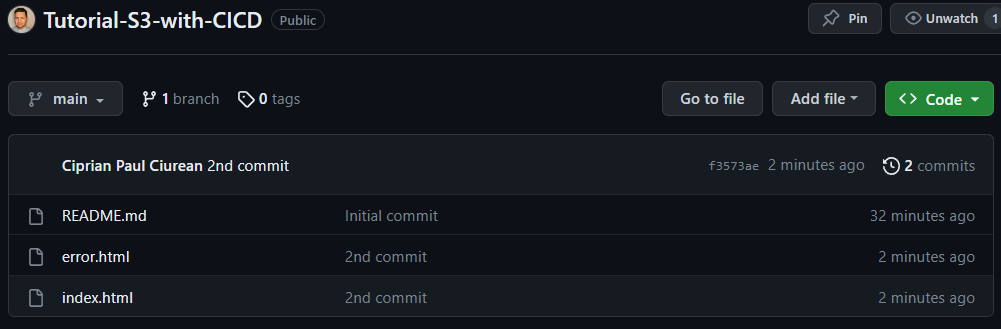 Tutorial-S3-with-CICD Public Pin Unwatch 1
main 1 branch 0 tags Go to file Add file <> Code
Ciprian Paul Ciurean 2nd commit f3573ae 2 minutes ago 2 commits
README.md Initial commit 32 minutes ago
error.html 2nd commit 2 minutes ago
index.html 2nd commit 2 minutes ago